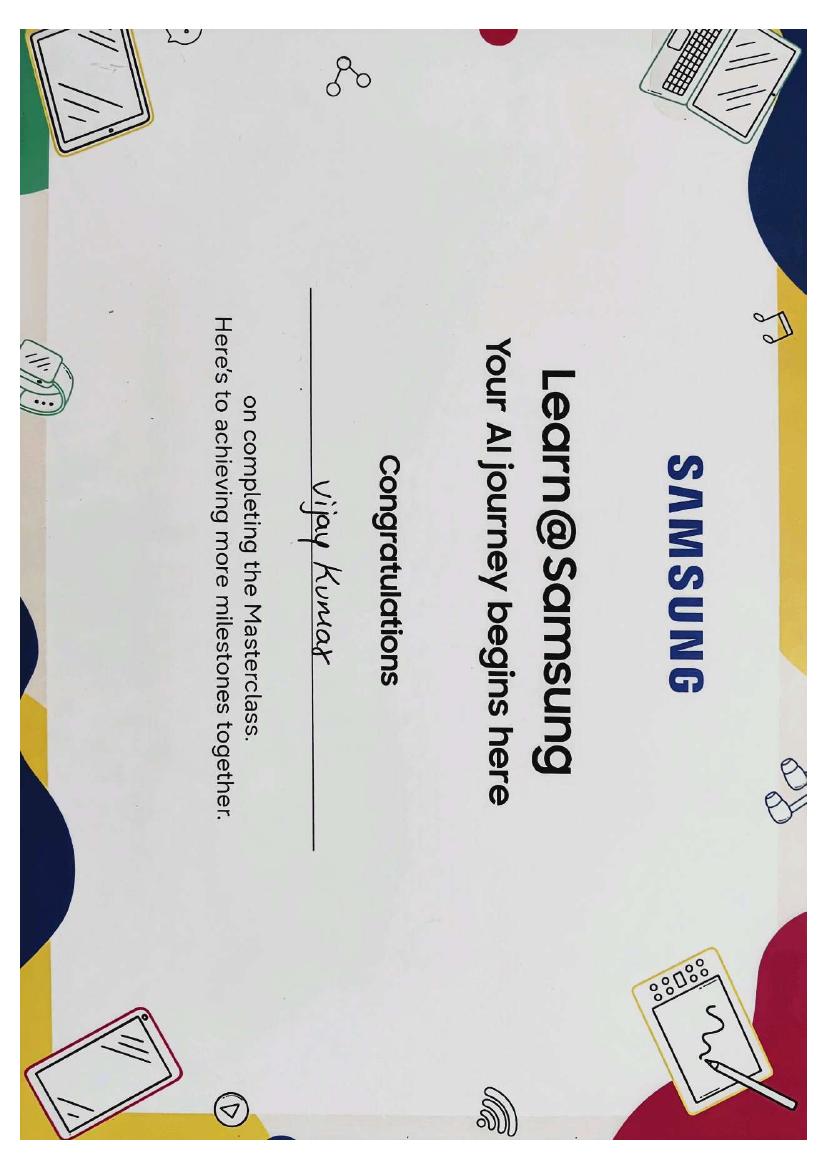 SAMSUNG
Learn@Samsung
Your AI journey begins here
Congratulations
Vijay Kumar
on completing the Masterclass.
Here's to achieving more milestones together.